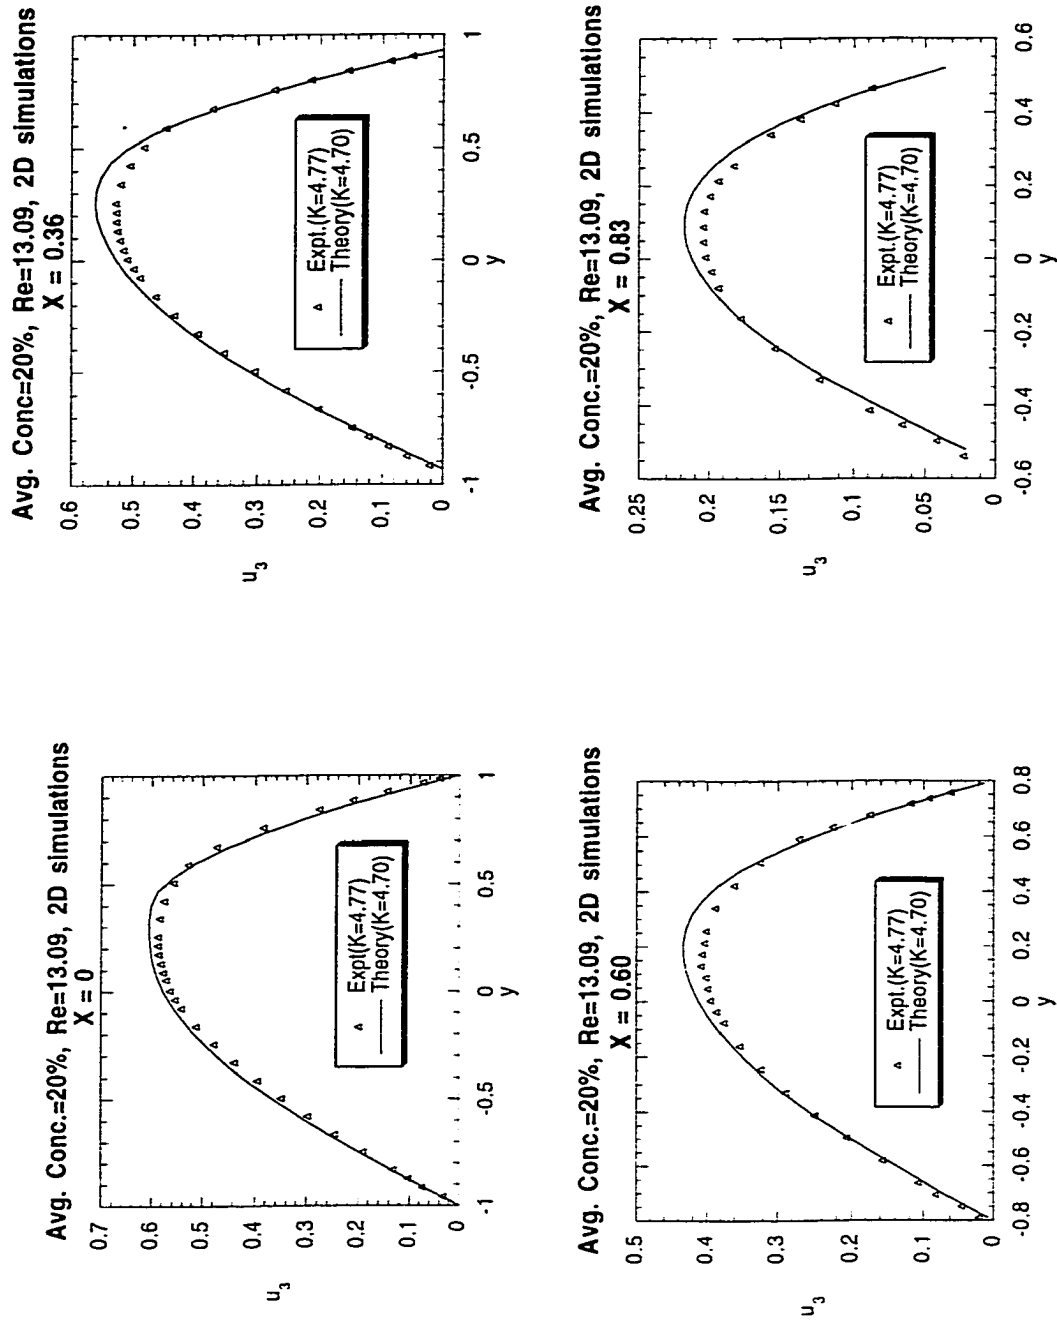 Avg. Conc.=20%, Re=13.09, 2D simulations
X = 0
0.7
0.6
0.5
0.4
0.3
0.2
0.1
0
u3
Expt(K=4.77)
Theory(K=4.70)
-1
-0.5
0
0.5
1
y
Avg. Conc=20%, Re=13.09, 2D simulations
X = 0.36
0.6
0.5
0.4
0.3
0.2
0.1
0
u3
Expt.(K=4.77)
Theory(K=4.70)
-1
-0.5
0
0.5
1
y
Avg. Conc.=20%, Re=13.09, 2D simulations
X = 0.60
0.5
0.4
0.3
0.2
0.1
0
u3
Expt.(K=4.77)
Theory(K=4.70)
-0.8
-0.6
-0.4
-0.2
0
0.2
0.4
0.6
0.8
y
Avg. Conc.=20%, Re=13.09, 2D simulations
X = 0.83
0.25
0.2
0.15
0.1
0.05
0
u3
Expt.(K=4.77)
Theory(K=4.70)
-0.6
-0.4
-0.2
0
0.2
0.4
0.6
y